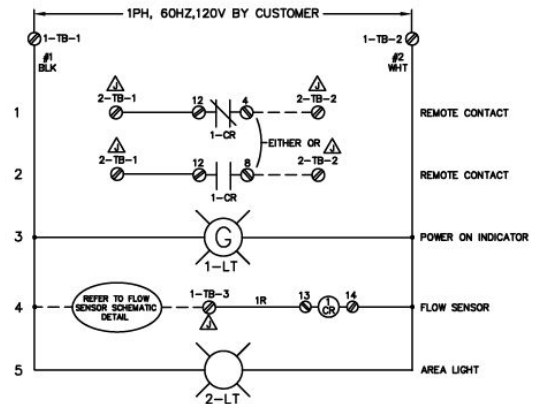 1PH, 60HZ,120V BY CUSTOMER
1-TB-1
1-TB-2
#1
BLK
#2
WHT
J
J
2-TB-1
12
4
2-TB-2
1
REMOTE CONTACT
1-CR
J
EITHER OR
J
2-TB-1
12
8
2-TB-2
2
REMOTE CONTACT
1-CR
3
G
POWER ON INDICATOR
1-LT
REFER TO FLOW
SENSOR SCHEMATIC
DETAIL
1-TB-3
4
1R
13
1
CR
14
FLOW SENSOR
J
5
AREA LIGHT
2-LT